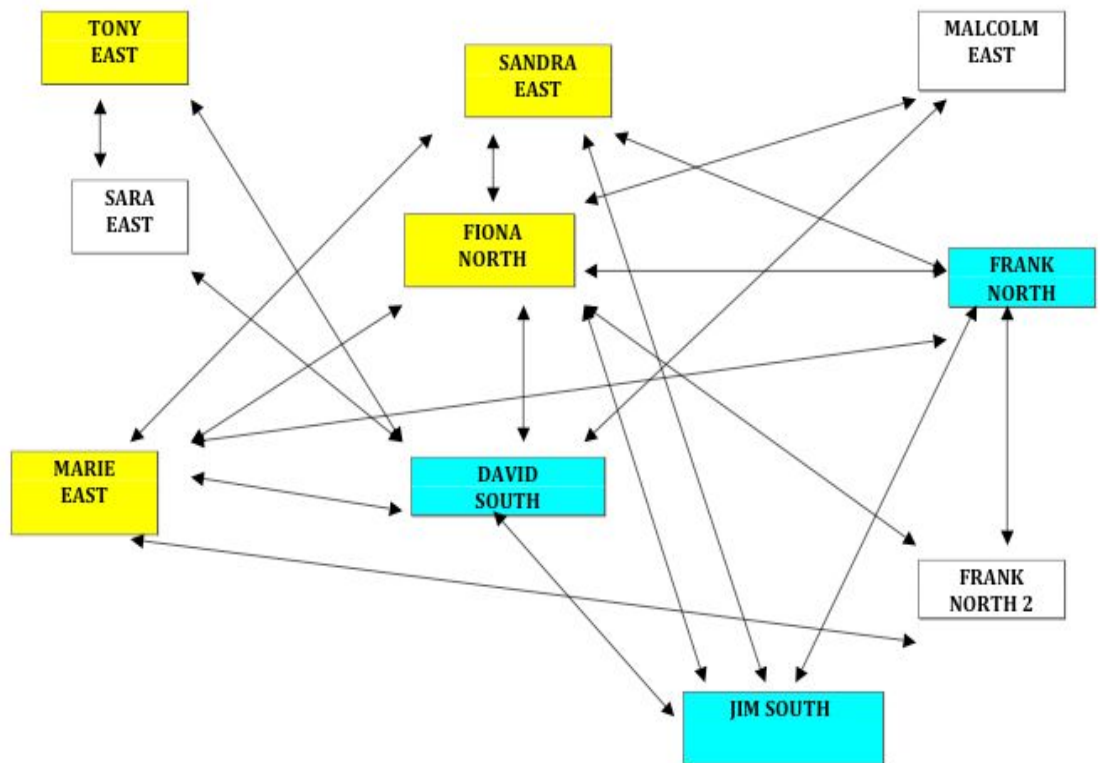 TONY
EAST
SANDRA
EAST
MALCOLM
EAST
SARA
EAST
FIONA
NORTH
FRANK
NORTH
MARIE
EAST
DAVID
SOUTH
FRANK
NORTH 2
JIM SOUTH